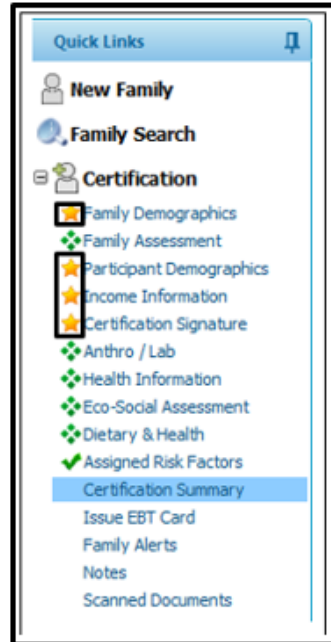 Quick Links
New Family
Family Search
Certification
Family Demographics
Family Assessment
Participant Demographics
Income Information
Certification Signature
Anthro / Lab
Health Information
Eco-Social Assessment
Dietary & Health
Assigned Risk Factors
Certification Summary
Issue EBT Card
Family Alerts
Notes
Scanned Documents